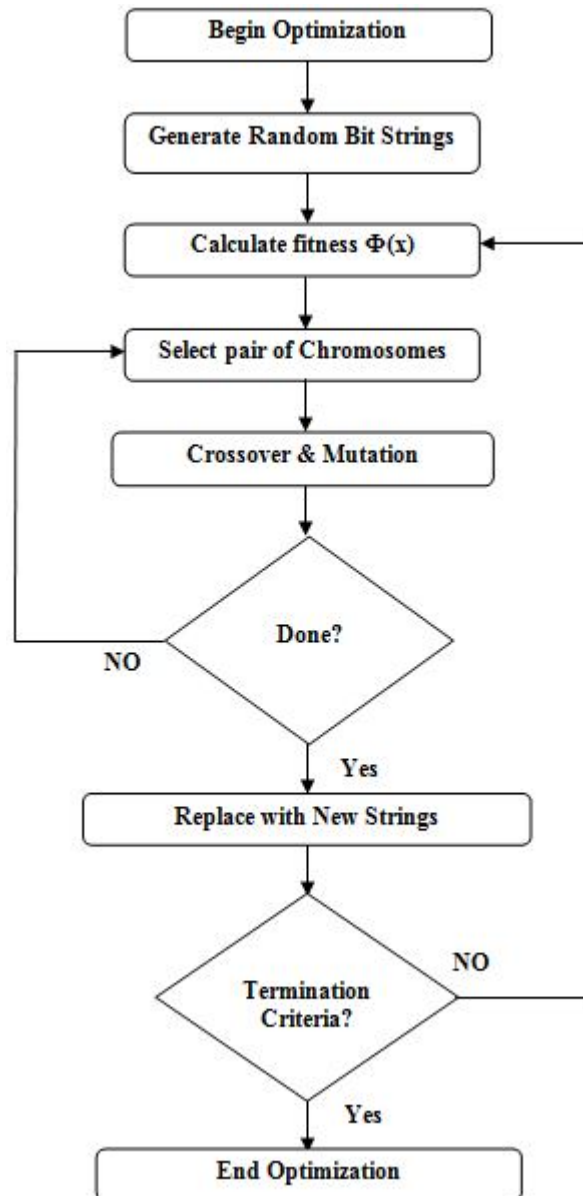 Begin Optimization
Generate Random Bit Strings
Calculate fitness Φ(x)
Select pair of Chromosomes
Crossover & Mutation
Done?
NO
Yes
Replace with New Strings
NO
Termination
Criteria?
Yes
End Optimization